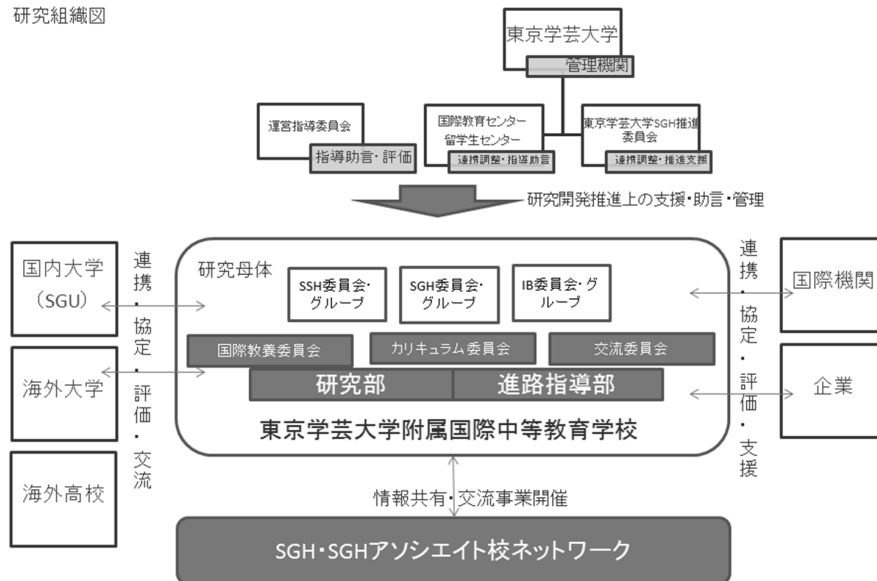 研究組織図
東京学芸大学
管理機関
運営指導委員会
指導助言・評価
国際教育センター
留学生センター
連携調整・指導助言
東京学芸大学SGH推進
委員会
連携調整・推進支援
研究開発推進上の支援・助言・管理
国内大学
（SGU）
海外大学
海外高校
連携・協定・評価・交流
研究母体
SSH委員会・
グループ
SGH委員会・
グループ
IB委員会・グ
ループ
国際教養委員会
カリキュラム委員会
交流委員会
研究部
進路指導部
東京学芸大学附属国際中等教育学校
連携・協定・評価・支援
国際機関
企業
情報共有・交流事業開催
SGH・SGHアソシエイト校ネットワーク